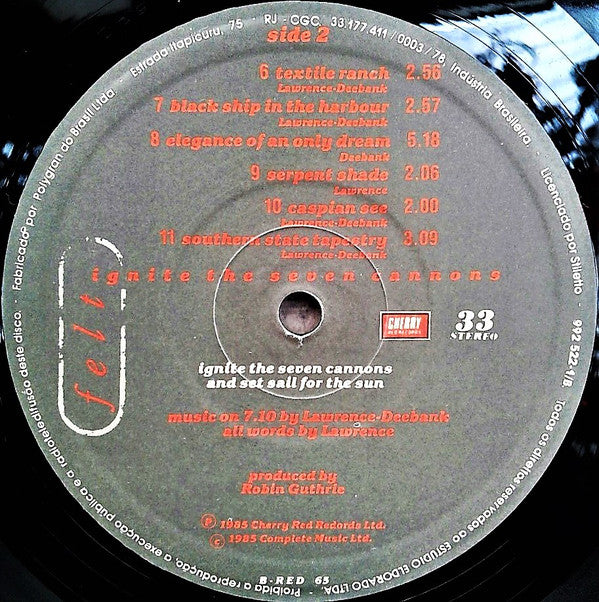 Fabricado por Polygran do Brasil Ltda - Estrada Itapicuru, 75 - RJ - CGC. 33.177.411/0003/78 Indústria Brasileira
Licenciado por Stiletto - 992 522-1/B
Todos os direitos reservados ao ESTUDIO ELDORADO LTDA. - Proibida a reprodução, a execução pública e a radioteledifusão deste disco.
side 2
6 textile ranch 2.56
Lawrence-Deebank
7 black ship in the harbour 2.57
Lawrence-Deebank
8 elegance of an only dream 5.18
Deebank
9 serpent shade 2.06
Lawrence
10 caspian see 2.00
Lawrence-Deebank
11 southern state tapestry 3.09
Lawrence-Deebank
ignite the seven cannons
felt
CHERRY
RED RECORDS
33
STEREO
ignite the seven cannons
and set sail for the sun
music on 7.10 by Lawrence-Deebank
all words by Lawrence
produced by
Robin Guthrie
℗ 1985 Cherry Red Redords Ltd.
© 1985 Complete Music Ltd.
B-RED 65